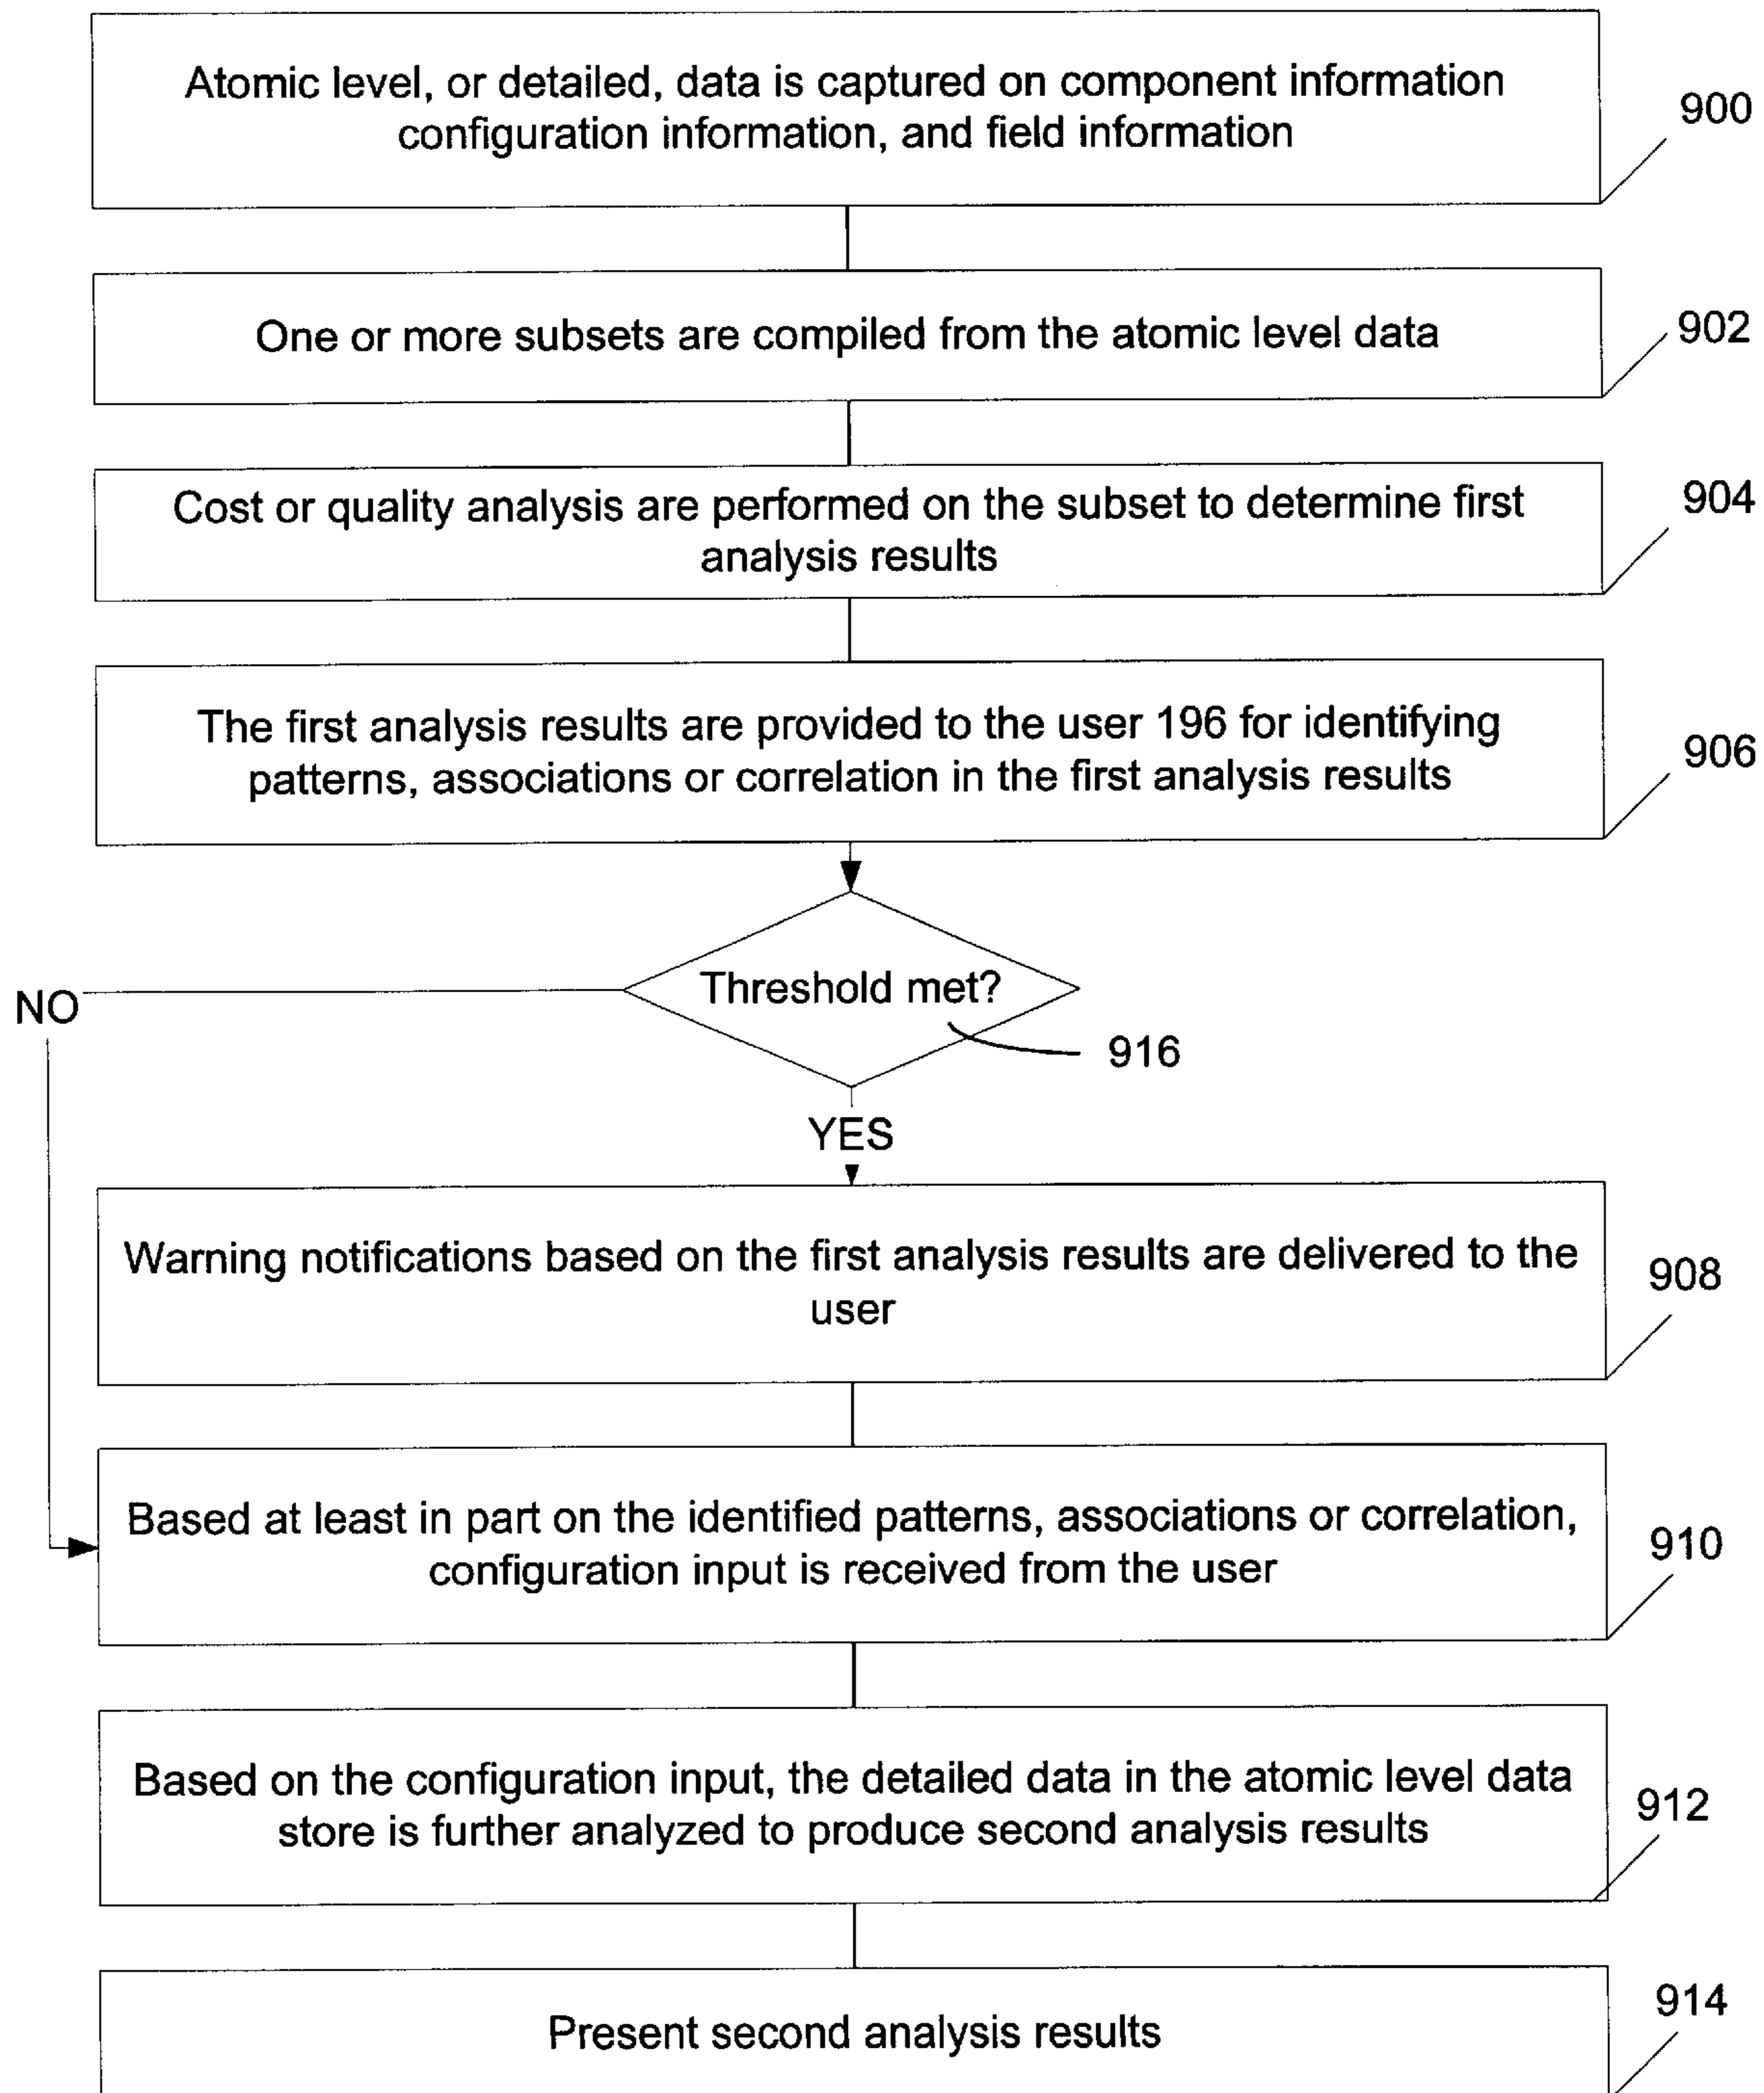 Atomic level, or detailed, data is captured on component information
configuration information, and field information
900
One or more subsets are compiled from the atomic level data
902
Cost or quality analysis are performed on the subset to determine first
analysis results
904
The first analysis results are provided to the user 196 for identifying
patterns, associations or correlation in the first analysis results
906
Threshold met?
NO
916
YES
Warning notifications based on the first analysis results are delivered to the
user
908
Based at least in part on the identified patterns, associations or correlation,
configuration input is received from the user
910
Based on the configuration input, the detailed data in the atomic level data
store is further analyzed to produce second analysis results
912
Present second analysis results
914